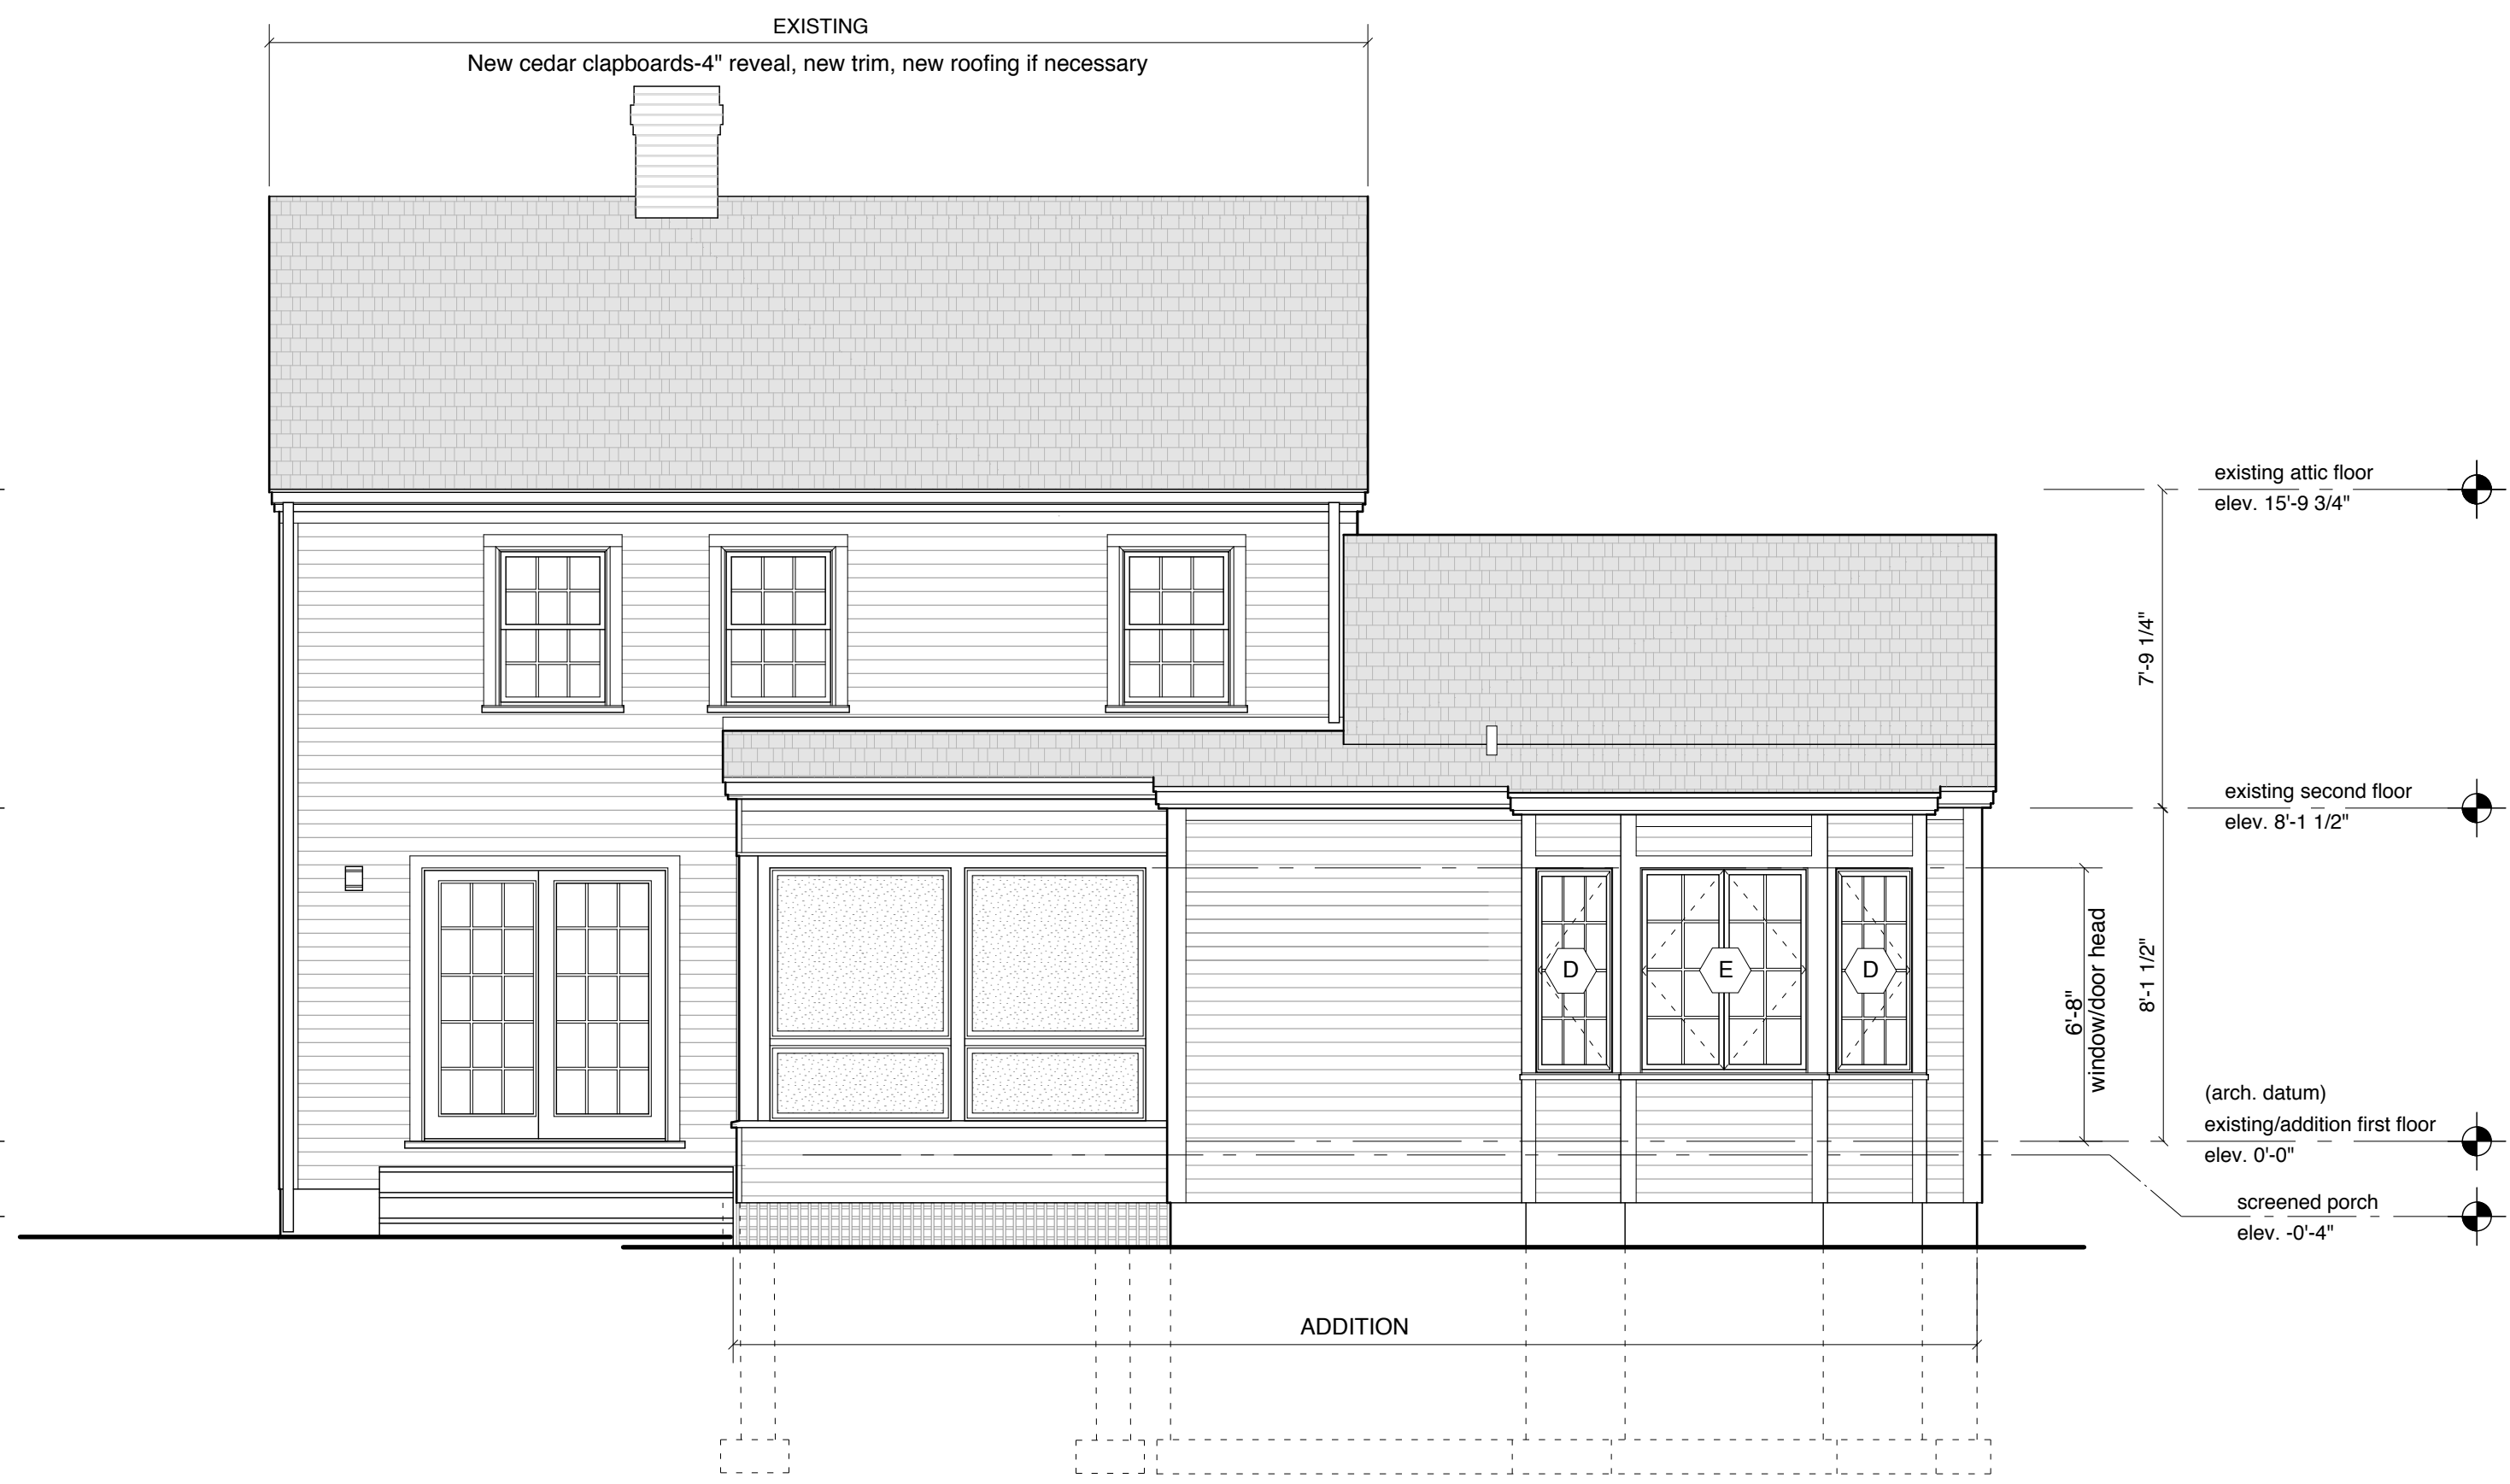 EXISTING
New cedar clapboards-4" reveal, new trim, new roofing if necessary
existing attic floor
elev. 15'-9 3/4"
7'-9 1/4"
existing second floor
elev. 8'-1 1/2"
D
E
D
6'-8"
window/door head
8'-1 1/2"
(arch. datum)
existing/addition first floor
elev. 0'-0"
screened porch
elev. -0'-4"
ADDITION